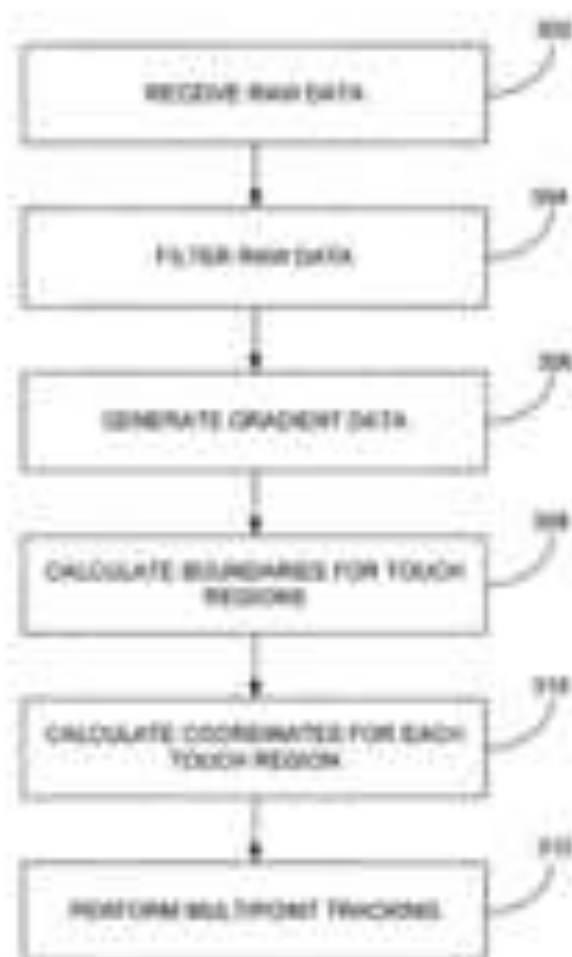 RECEIVE RAW DATA
FILTER RAW DATA
GENERATE GRADIENT DATA
CALCULATE BOUNDARIES FOR TOUCH
REGIONS
CALCULATE COORDINATES FOR EACH
TOUCH REGION
PERFORM MULTIPOINT TRACKING